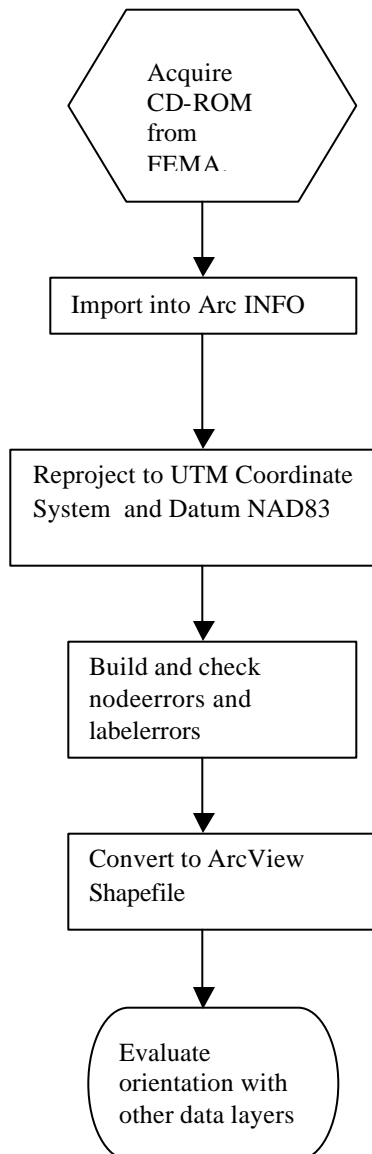 Acquire
CD-ROM
from
FEMA.
Import into Arc INFO
Reproject to UTM Coordinate
System and Datum NAD83
Build and check
nodeerrors and
labelerrors
Convert to ArcView
Shapefile
Evaluate
orientation with
other data layers